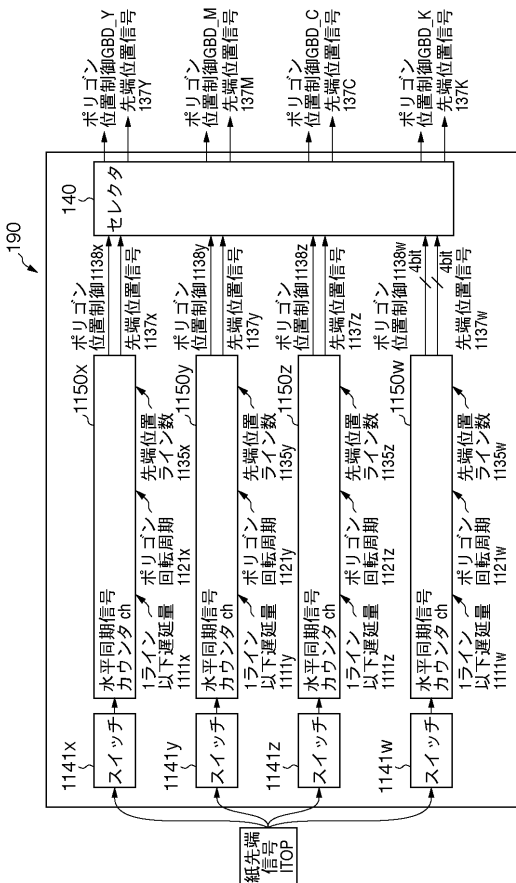 190
紙先端
信号
ITOP
1141x
スイッチ
1150x
水平同期信号
カウンタch
1ライン
以下遅延量
1111x
ポリゴン
回転周期
1121x
先端位置
ライン数
1135x
ポリゴン
位置制御1138x
先端位置信号
1137x
1141y
スイッチ
1150y
水平同期信号
カウンタch
1ライン
以下遅延量
1111y
ポリゴン
回転周期
1121y
先端位置
ライン数
1135y
ポリゴン
位置制御1138y
先端位置信号
1137y
1141z
スイッチ
1150z
水平同期信号
カウンタch
1ライン
以下遅延量
1111z
ポリゴン
回転周期
1121z
先端位置
ライン数
1135z
ポリゴン
位置制御1138z
先端位置信号
1137z
1141w
スイッチ
1150w
水平同期信号
カウンタch
1ライン
以下遅延量
1111w
ポリゴン
回転周期
1121w
先端位置
ライン数
1135w
ポリゴン
位置制御1138w
4bit
4bit
先端位置信号
1137w
140
セレクタ
ポリゴン
位置制御GBD_Y
先端位置信号
137Y
ポリゴン
位置制御GBD_M
先端位置信号
137M
ポリゴン
位置制御GBD_C
先端位置信号
137C
ポリゴン
位置制御GBD_K
先端位置信号
137K